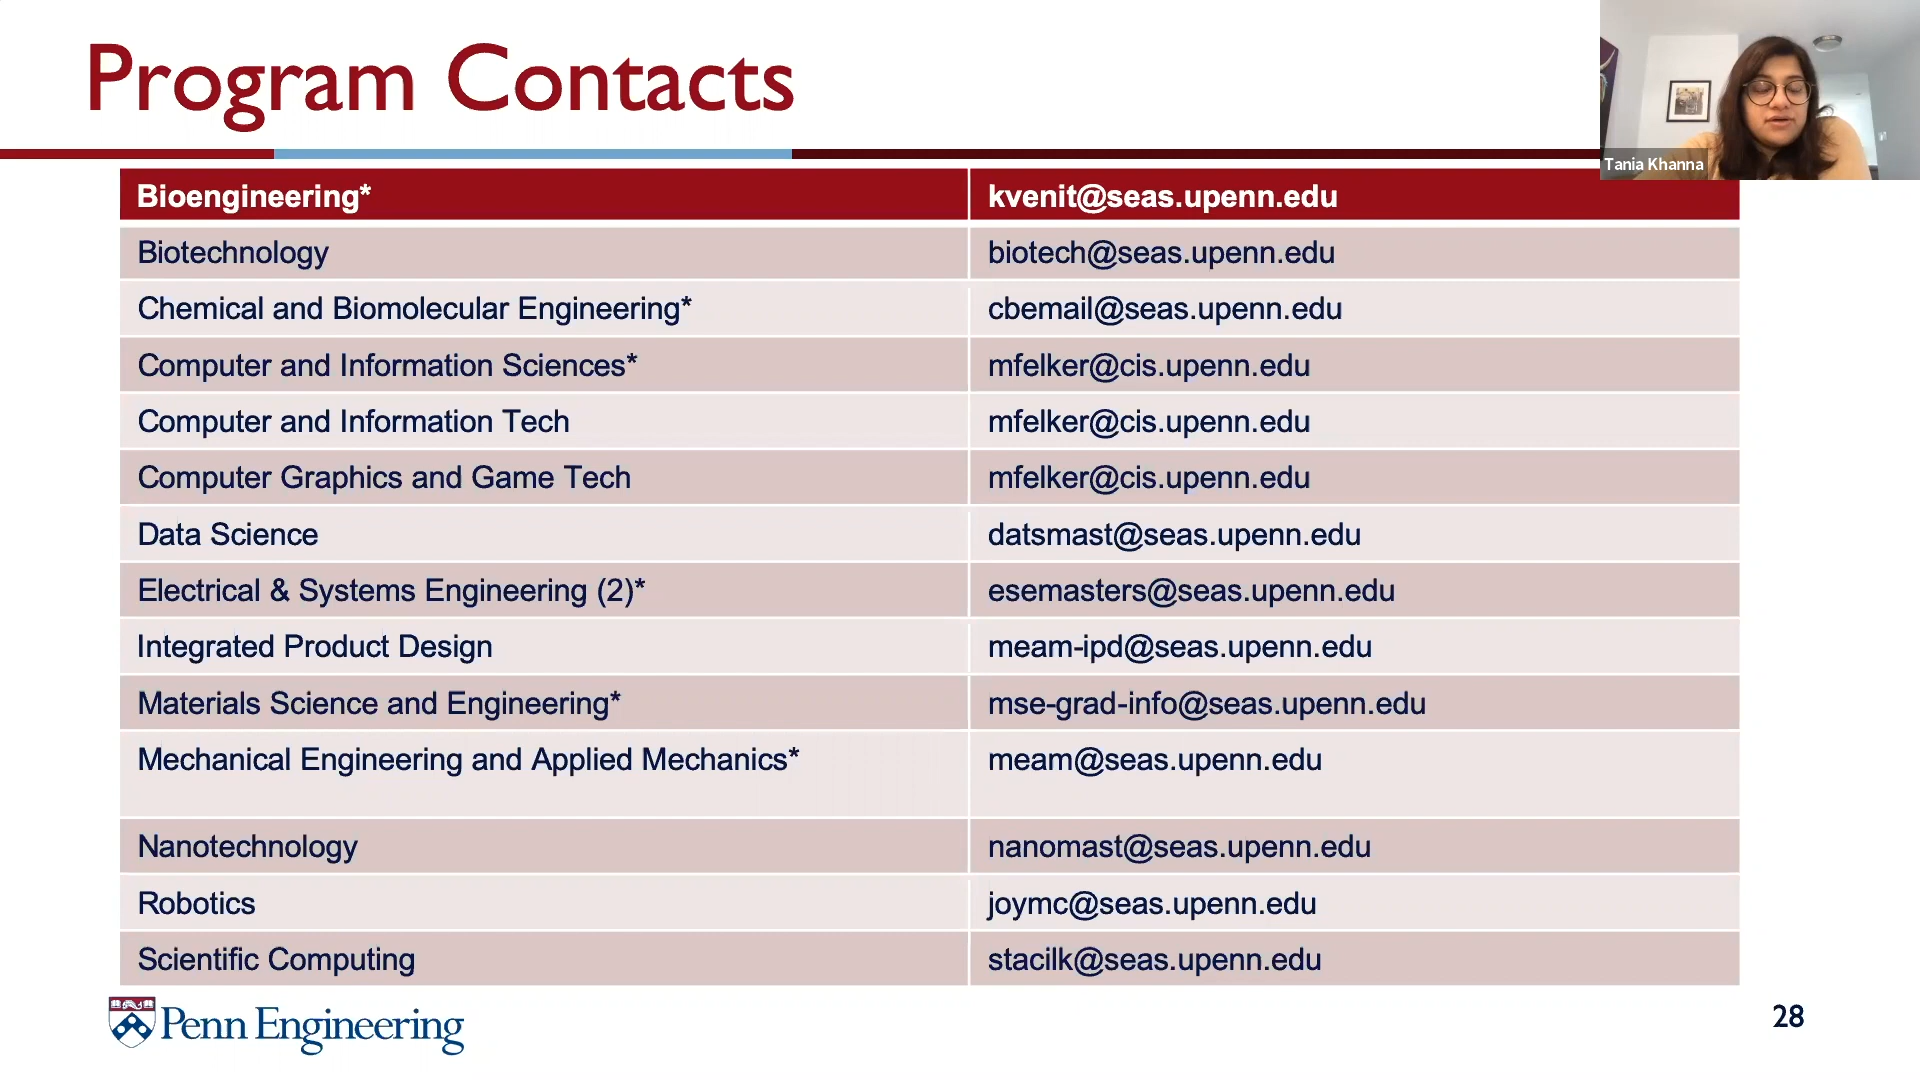 Program Contacts
Tania Khanna
Bioengineering* kvenit@seas.upenn.edu
Biotechnology biotech@seas.upenn.edu
Chemical and Biomolecular Engineering* cbemail@seas.upenn.edu
Computer and Information Sciences* mfelker@cis.upenn.edu
Computer and Information Tech mfelker@cis.upenn.edu
Computer Graphics and Game Tech mfelker@cis.upenn.edu
Data Science datsmast@seas.upenn.edu
Electrical & Systems Engineering (2)* esemasters@seas.upenn.edu
Integrated Product Design meam-ipd@seas.upenn.edu
Materials Science and Engineering* mse-grad-info@seas.upenn.edu
Mechanical Engineering and Applied Mechanics* meam@seas.upenn.edu
Nanotechnology nanomast@seas.upenn.edu
Robotics joymc@seas.upenn.edu
Scientific Computing stacilk@seas.upenn.edu
Penn Engineering
28